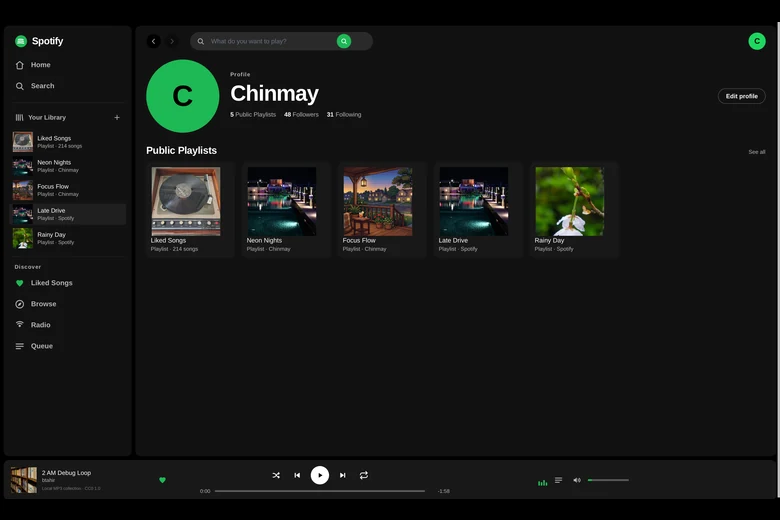 Spotify
Home
Search
Your Library
Liked Songs
Playlist · 214 songs
Neon Nights
Playlist · Chinmay
Focus Flow
Playlist · Chinmay
Late Drive
Playlist · Spotify
Rainy Day
Playlist · Spotify
Discover
Liked Songs
Browse
Radio
Queue
What do you want to play?
C
C
Profile
Chinmay
5 Public Playlists 48 Followers 31 Following
Edit profile
Public Playlists
See all
Liked Songs
Playlist · 214 songs
Neon Nights
Playlist · Chinmay
Focus Flow
Playlist · Chinmay
Late Drive
Playlist · Spotify
Rainy Day
Playlist · Spotify
2 AM Debug Loop
btahir
Local MP3 collection
0:00
-1:58